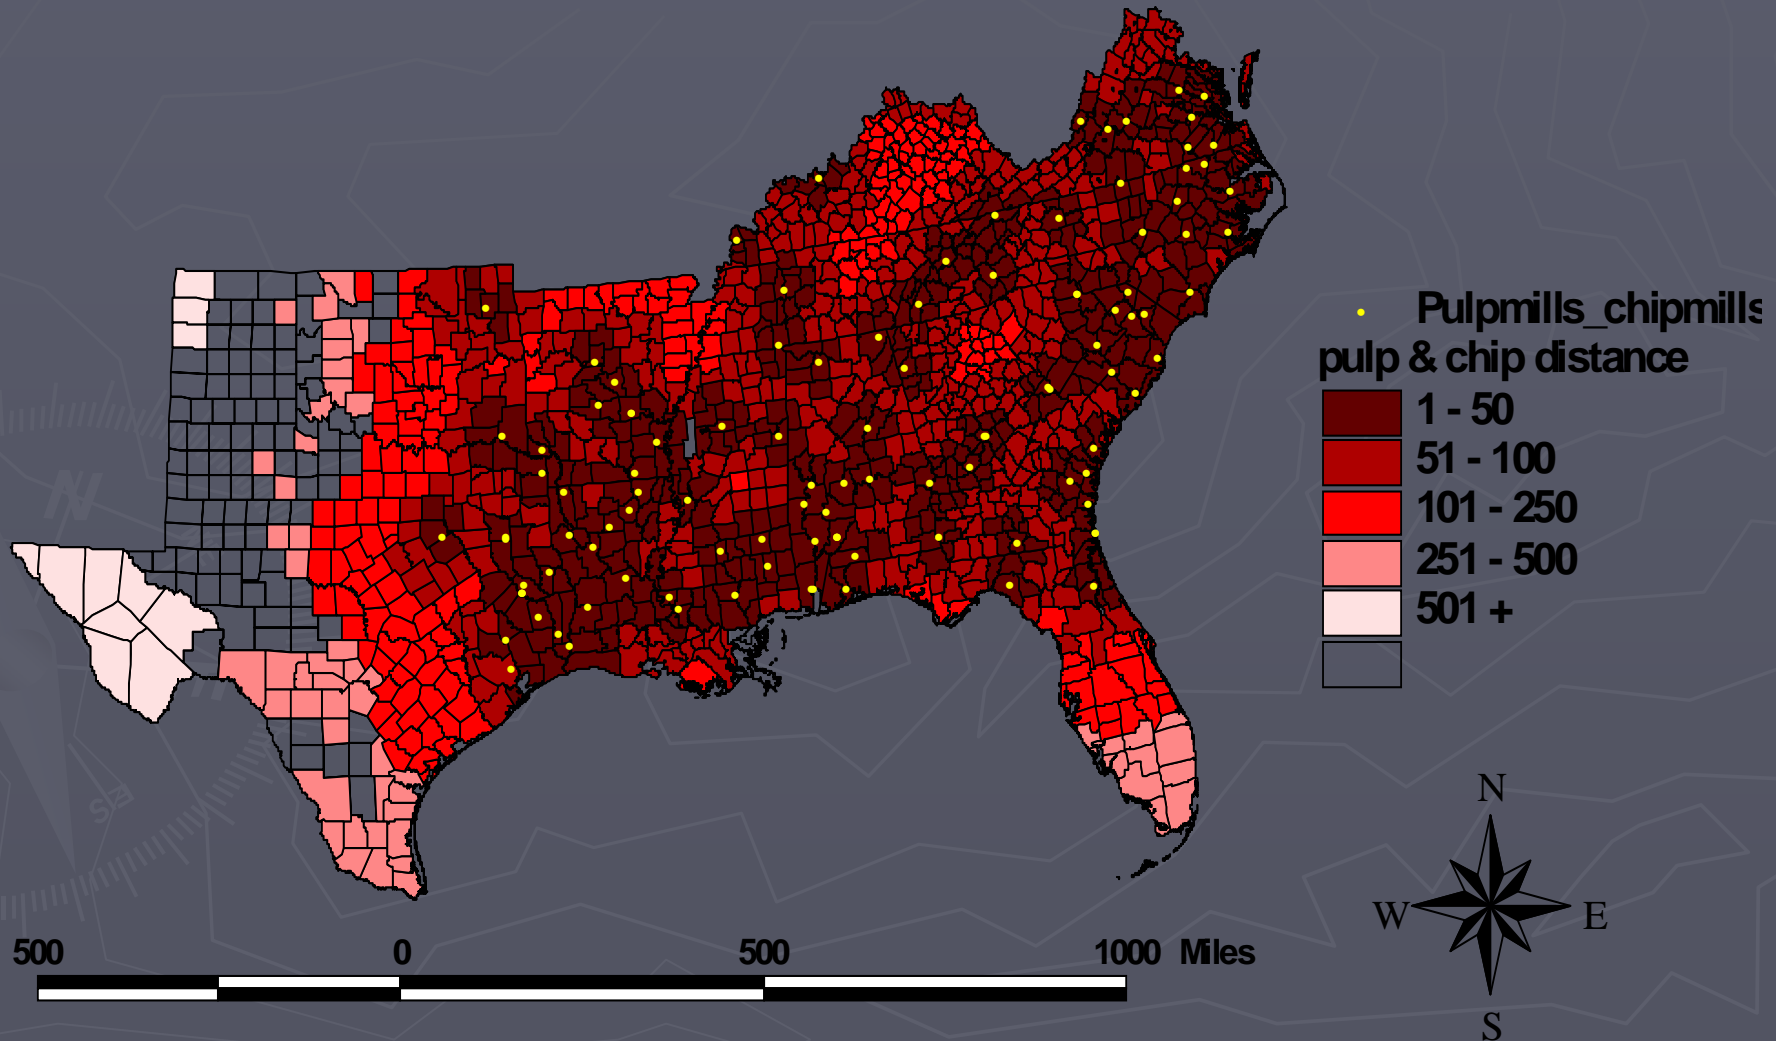 Pulpmills_chipmills
pulp & chip distance
1 - 50
51 - 100
101 - 250
251 - 500
501 +
N
W E
S
500 0 500 1000 Miles
N
S